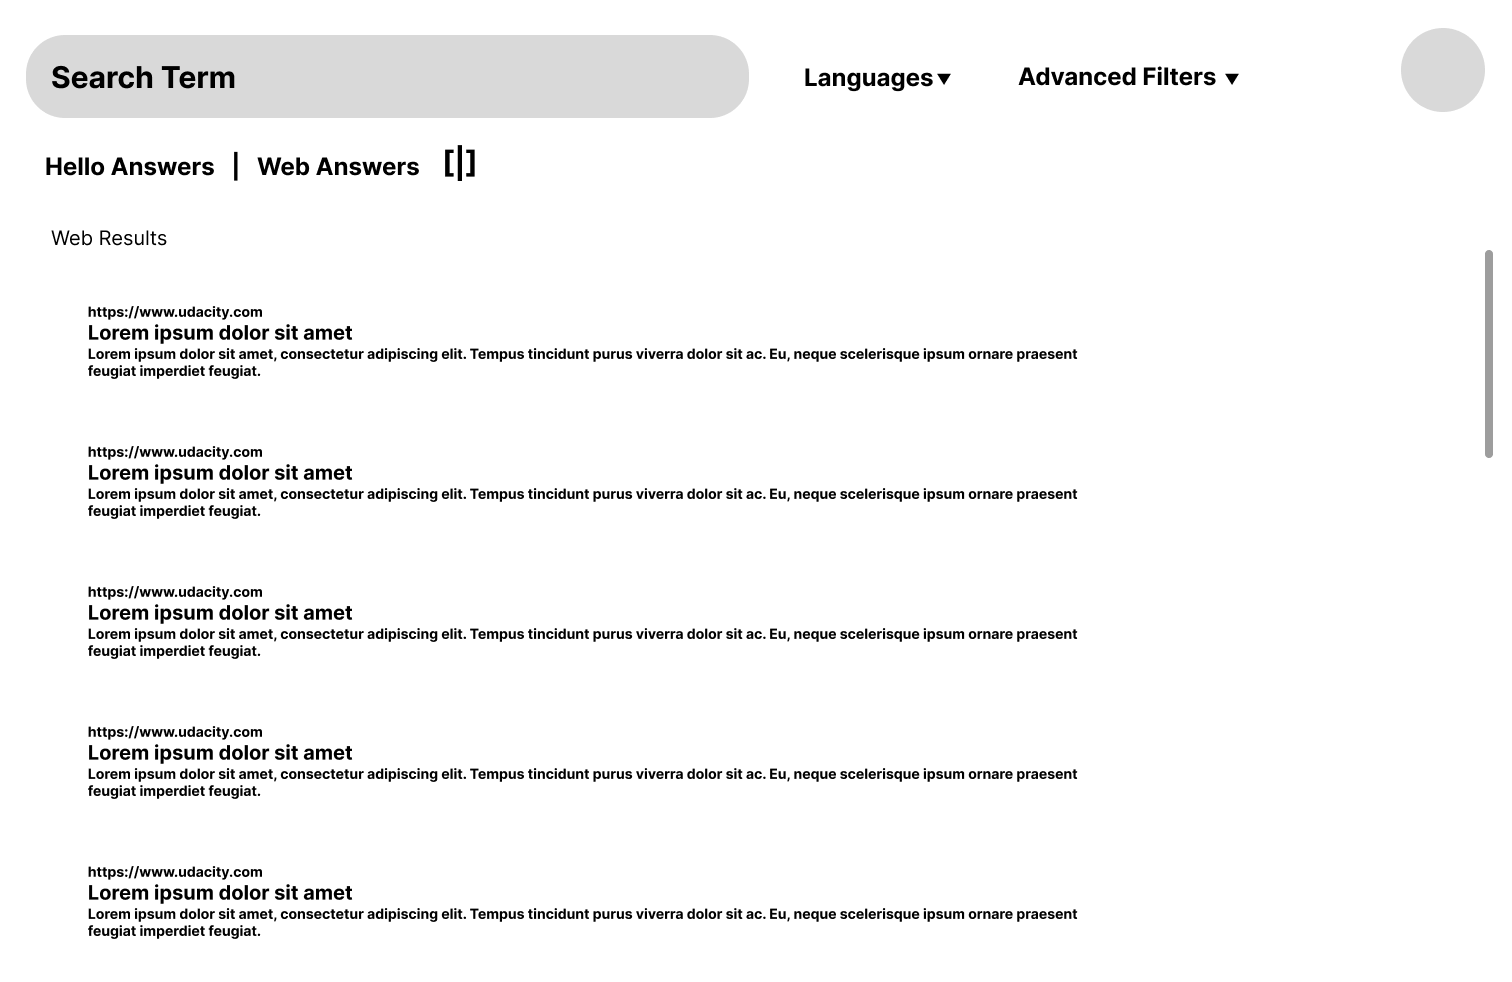 Search Term
Languages▼
Advanced Filters ▼
Hello Answers | Web Answers [|]
Web Results
https://www.udacity.com
Lorem ipsum dolor sit amet
Lorem ipsum dolor sit amet, consectetur adipiscing elit. Tempus tincidunt purus viverra dolor sit ac. Eu, neque scelerisque ipsum ornare praesent
feugiat imperdiet feugiat.
https://www.udacity.com
Lorem ipsum dolor sit amet
Lorem ipsum dolor sit amet, consectetur adipiscing elit. Tempus tincidunt purus viverra dolor sit ac. Eu, neque scelerisque ipsum ornare praesent
feugiat imperdiet feugiat.
https://www.udacity.com
Lorem ipsum dolor sit amet
Lorem ipsum dolor sit amet, consectetur adipiscing elit. Tempus tincidunt purus viverra dolor sit ac. Eu, neque scelerisque ipsum ornare praesent
feugiat imperdiet feugiat.
https://www.udacity.com
Lorem ipsum dolor sit amet
Lorem ipsum dolor sit amet, consectetur adipiscing elit. Tempus tincidunt purus viverra dolor sit ac. Eu, neque scelerisque ipsum ornare praesent
feugiat imperdiet feugiat.
https://www.udacity.com
Lorem ipsum dolor sit amet
Lorem ipsum dolor sit amet, consectetur adipiscing elit. Tempus tincidunt purus viverra dolor sit ac. Eu, neque scelerisque ipsum ornare praesent
feugiat imperdiet feugiat.